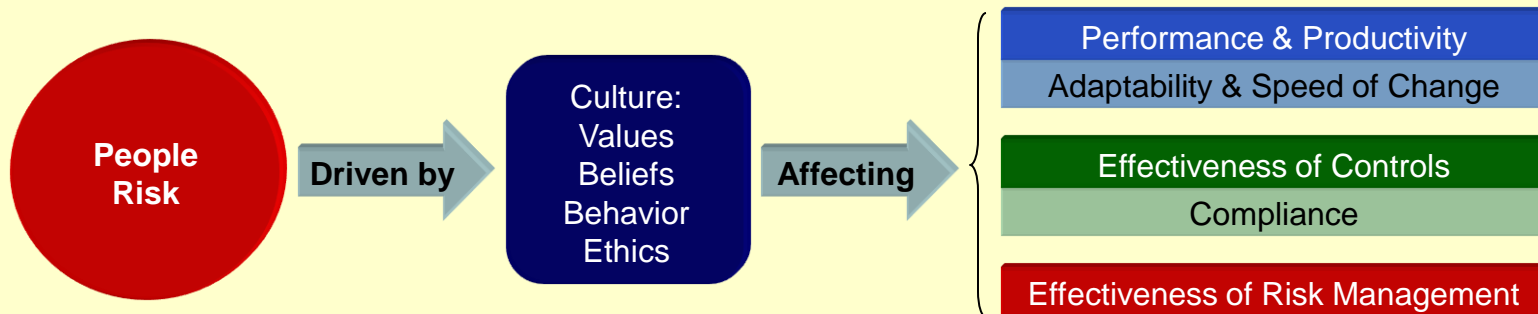 People
Risk
Driven by
Culture:
Values
Beliefs
Behavior
Ethics
Affecting
Performance & Productivity
Adaptability & Speed of Change
Effectiveness of Controls
Compliance
Effectiveness of Risk Management